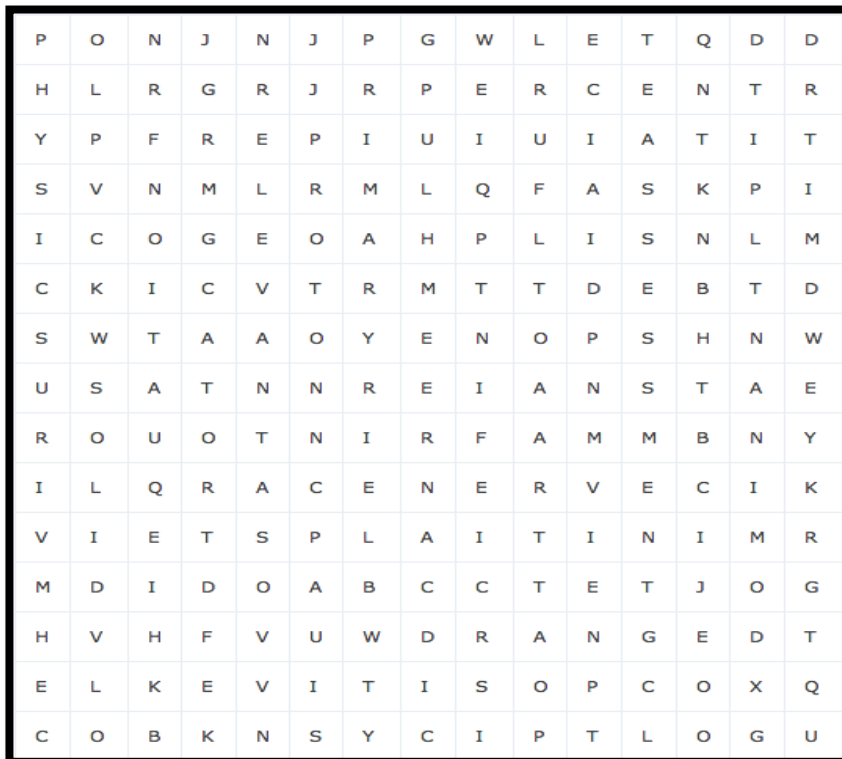 P O N J N J P G W L E T Q D D
H L R G R J R P E R C E N T R
Y P F R E P I U I U I A T I T
S V N M L R M L Q F A S K P I
I C O G E O A H P L I S N L M
C K I C V T R M T T D E B T D
S W T A A O Y E N O P S H N W
U S A T N N R E I A N S T A E
R O U O T N I R F A M M B N Y
I L Q R A C E N E R V E C I K
V I E T S P L A I T I N I M R
M D I D O A B C C T E T J O G
H V H F V U W D R A N G E D T
E L K E V I T I S O P C O X Q
C O B K N S Y C I P T L O G U